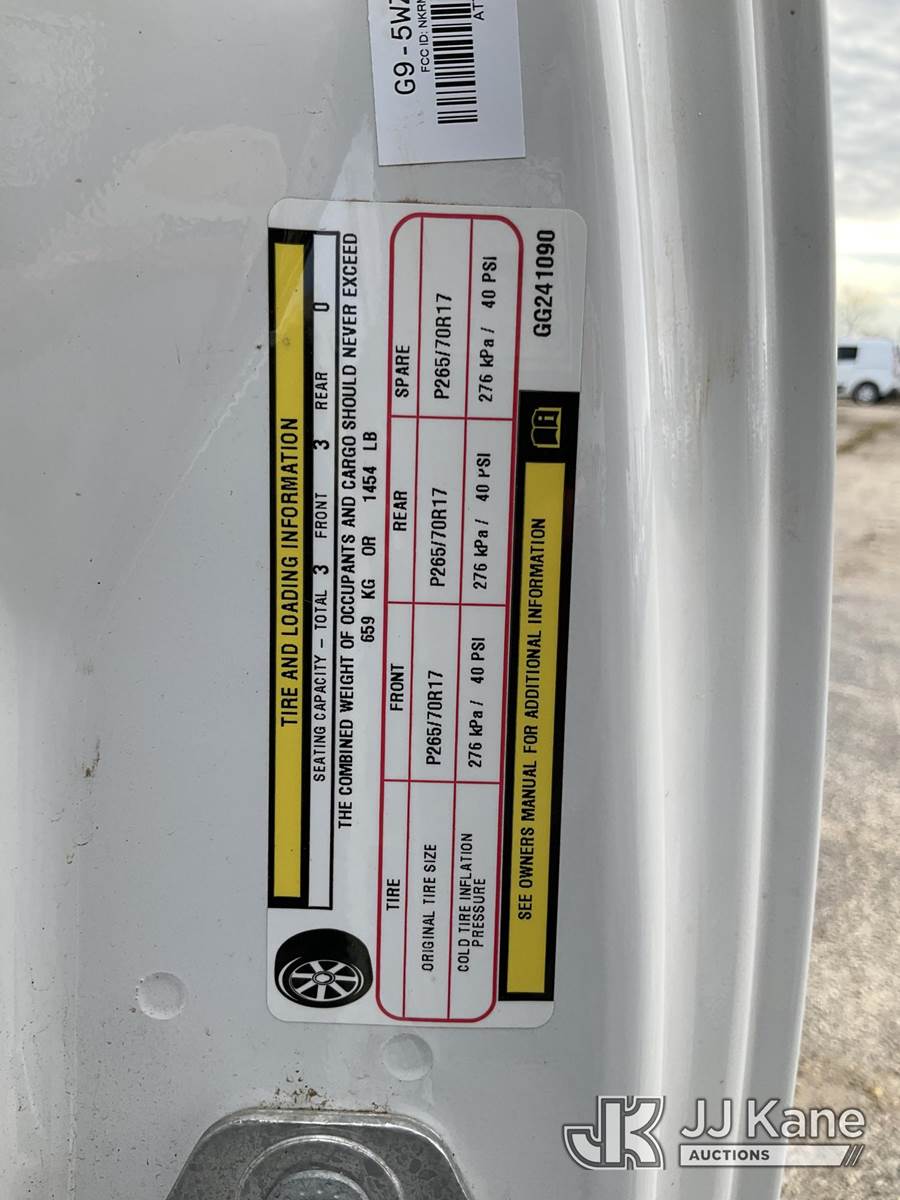 G9-5WZ
FCC ID: NKRM
TIRE AND LOADING INFORMATION
SEATING CAPACITY - TOTAL 3 FRONT 3 REAR 0
THE COMBINED WEIGHT OF OCCUPANTS AND CARGO SHOULD NEVER EXCEED
659 KG OR 1454 LB
TIRE FRONT REAR SPARE
ORIGINAL TIRE SIZE P265/70R17 P265/70R17 P265/70R17
COLD TIRE INFLATION
PRESSURE 276 kPa / 40 PSI 276 kPa / 40 PSI 276 kPa / 40 PSI
SEE OWNERS MANUAL FOR ADDITIONAL INFORMATION
GG241090
JK JJ Kane
AUCTIONS